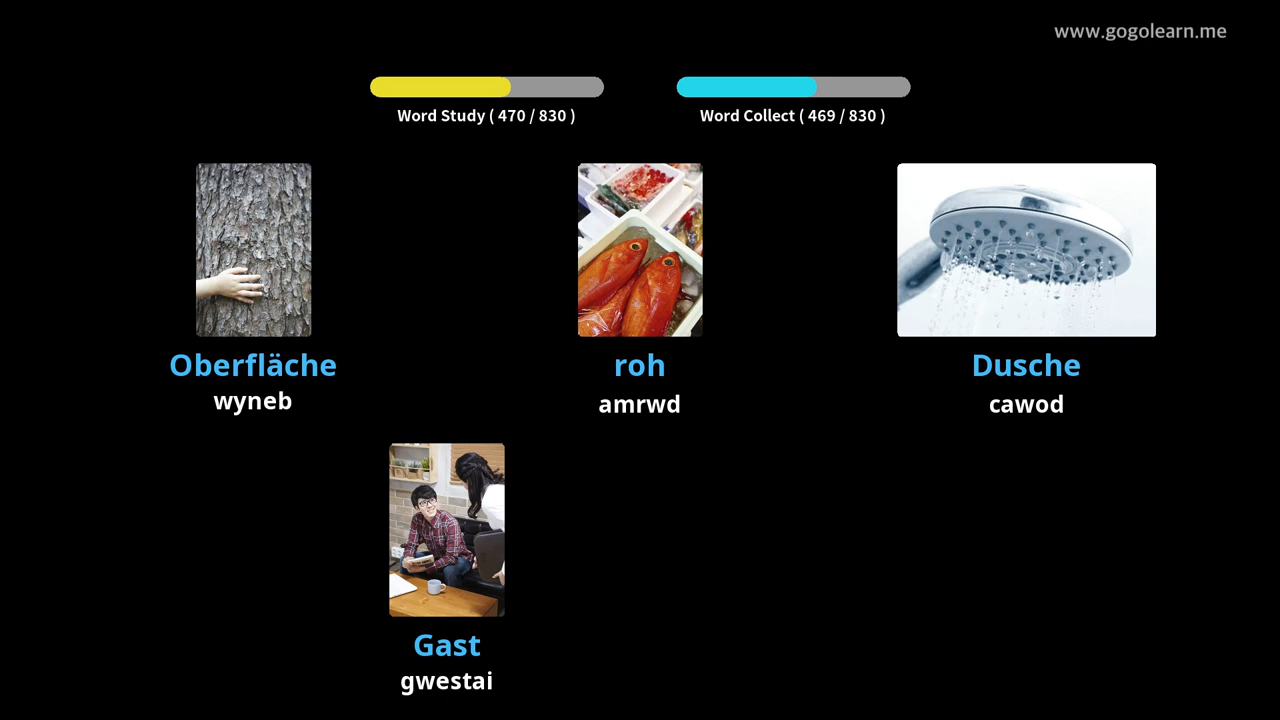 www.gogolearn.me
Word Study ( 470 / 830 )
Word Collect ( 469 / 830 )
Oberfläche
wyneb
roh
amrwd
Dusche
cawod
Gast
gwestai